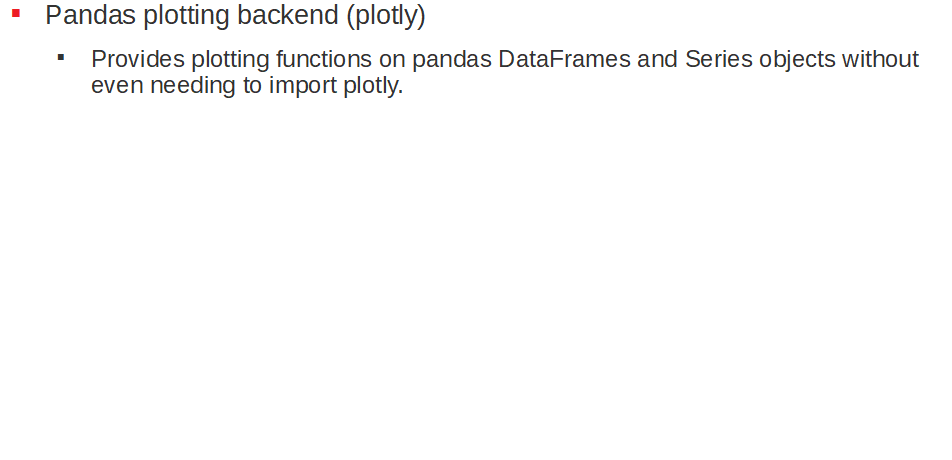 Pandas plotting backend (plotly)
Provides plotting functions on pandas DataFrames and Series objects without
even needing to import plotly.